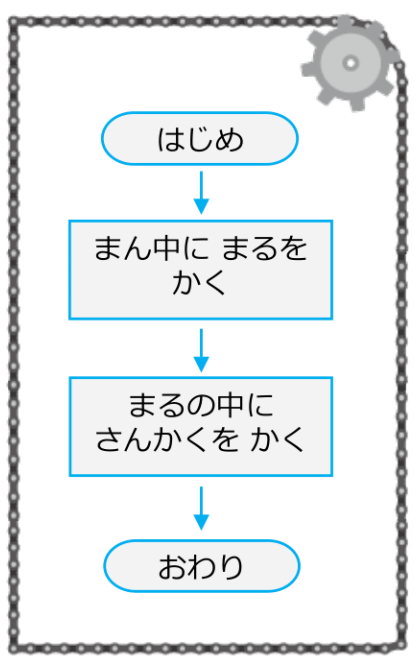 はじめ
まん中に まるを
かく
まるの中に
さんかくを かく
おわり